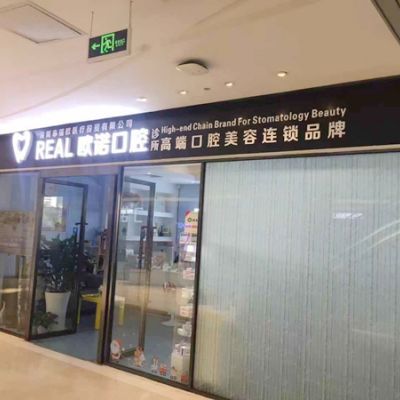 REAL 欧诺口腔
诊所
High-end Chain Brand For Stomatology Beauty
高端口腔美容连锁品牌